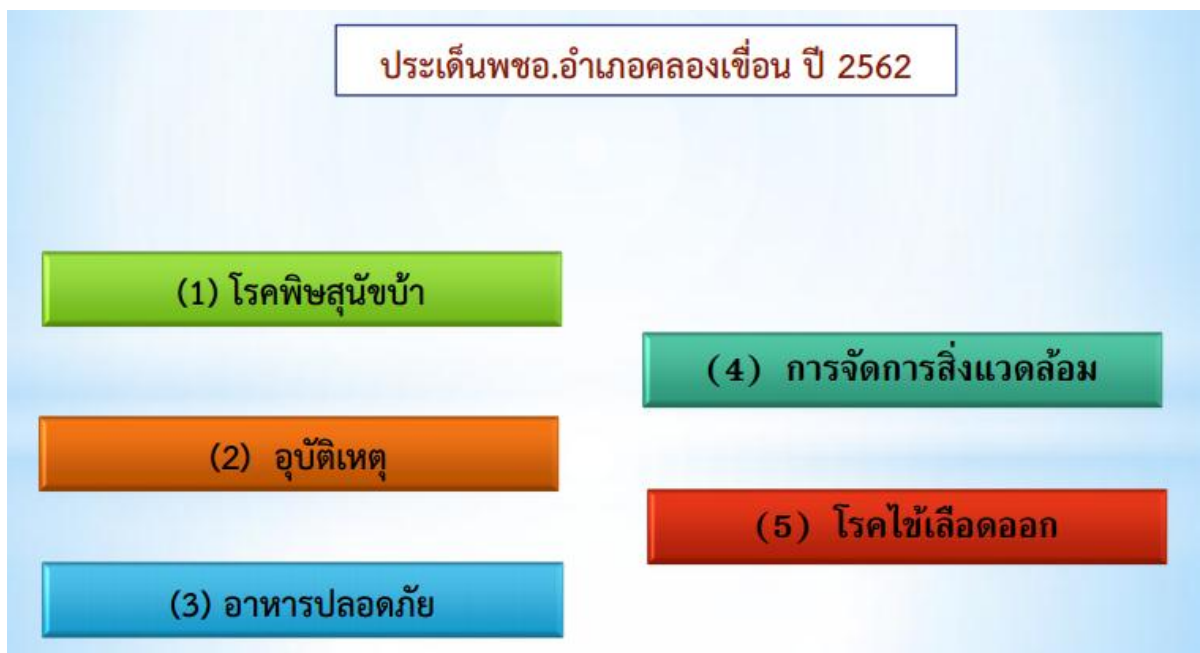 ประเด็นพชอ.อำเภอคลองเขื่อน ปี 2562
(1) โรคพิษสุนัขบ้า
(2) อุบัติเหตุ
(3) อาหารปลอดภัย
(4) การจัดการสิ่งแวดล้อม
(5) โรคไข้เลือดออก